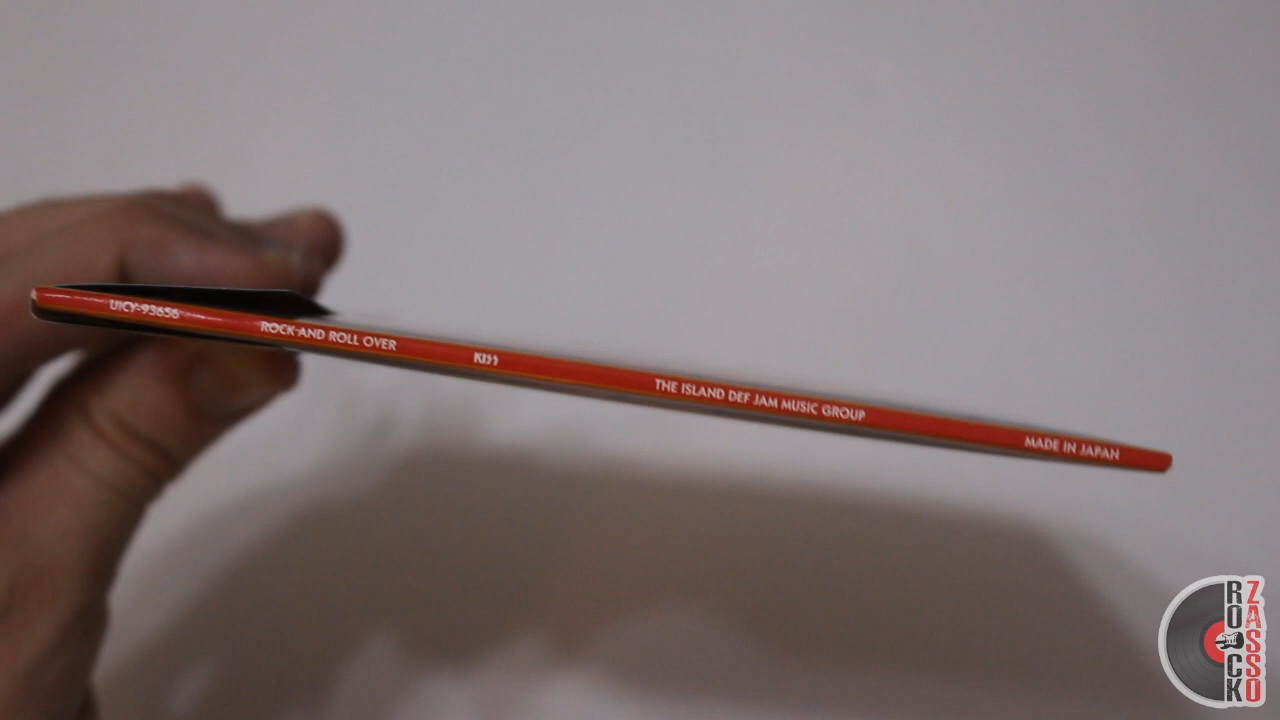 UICY-93656 ROCK AND ROLL OVER KISS THE ISLAND DEF JAM MUSIC GROUP MADE IN JAPAN
ROCK
ZASSO